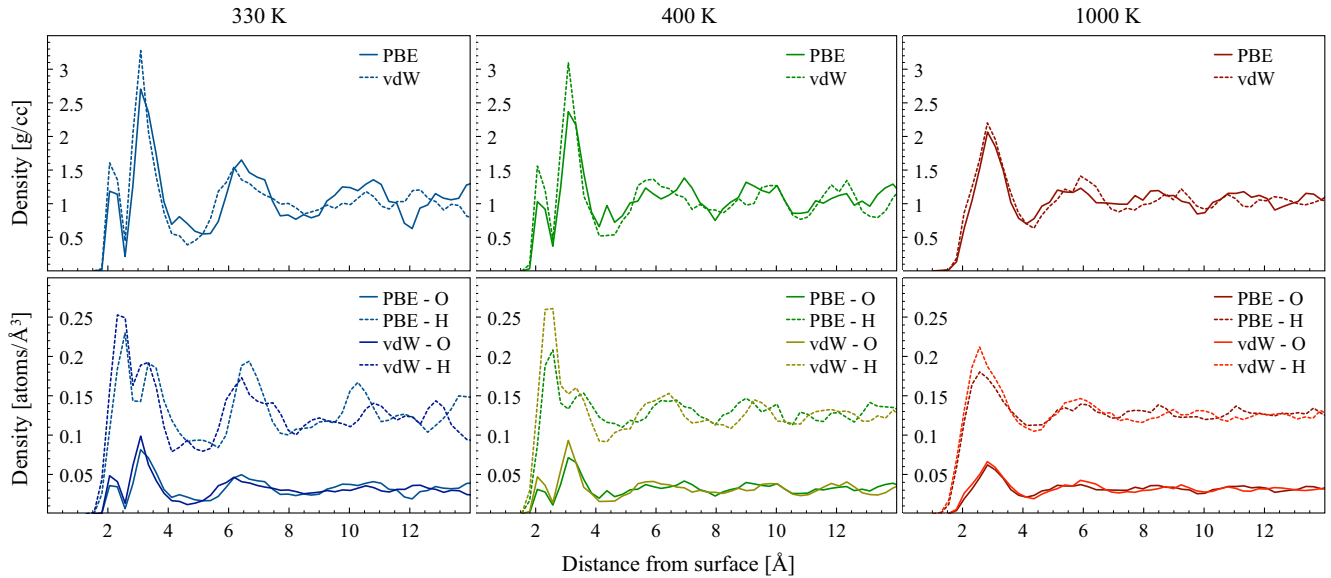 330 K
400 K
1000 K
Density [g/cc]
3
2.5
2
1.5
1
0.5
PBE
vdW
PBE
vdW
PBE
vdW
Density [av atoms/Å³]
0.25
0.2
0.15
0.1
0.05
PBE - O
PBE - H
vdW - O
vdW - H
PBE - O
PBE - H
vdW - O
vdW - H
PBE - O
PBE - H
vdW - O
vdW - H
2 4 6 8 10 12
2 4 6 8 10 12
2 4 6 8 10 12
Distance from surface [Å]